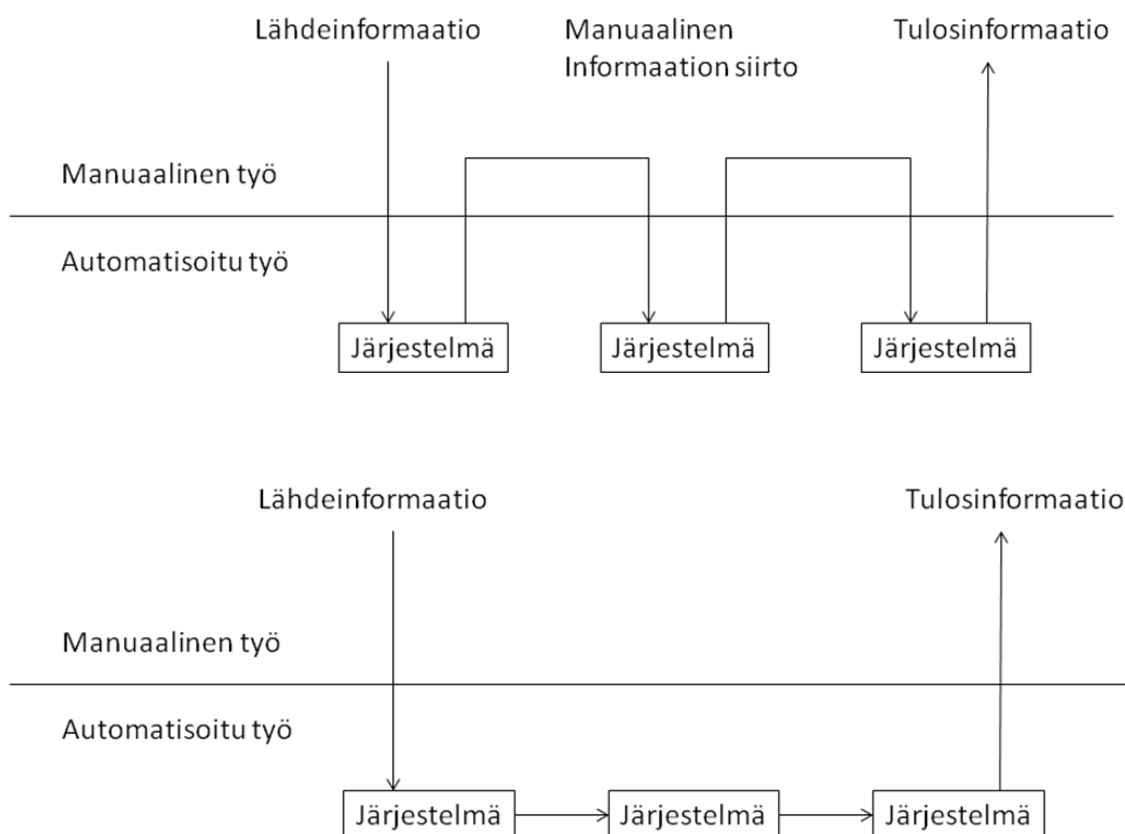 Lähdeinformaatio
Manuaalinen
Informaation siirto
Tulosinformaatio
Manuaalinen työ
Automatisoitu työ
Järjestelmä
Järjestelmä
Järjestelmä
Lähdeinformaatio
Tulosinformaatio
Manuaalinen työ
Automatisoitu työ
Järjestelmä
Järjestelmä
Järjestelmä